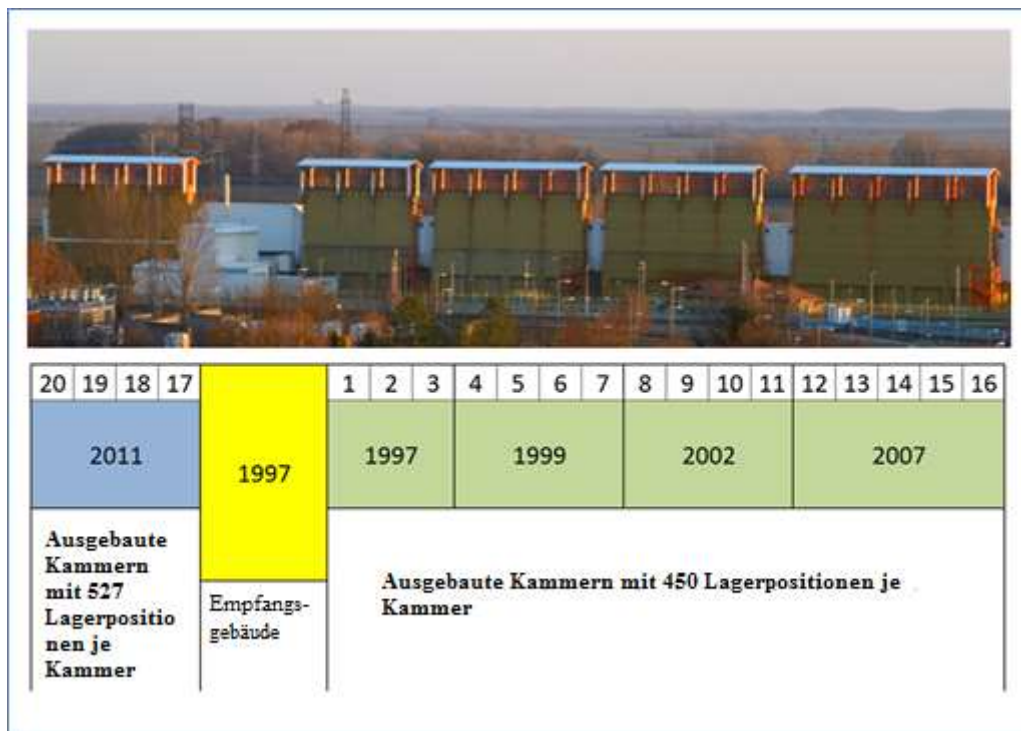 20 19 18 17 1 2 3 4 5 6 7 8 9 10 11 12 13 14 15 16
2011 1997 1997 1999 2002 2007
Ausgebaute
Kammern
mit 527
Lagerpositio
nen je
Kammer
Empfangs-
gebäude
Ausgebaute Kammern mit 450 Lagerpositionen je
Kammer